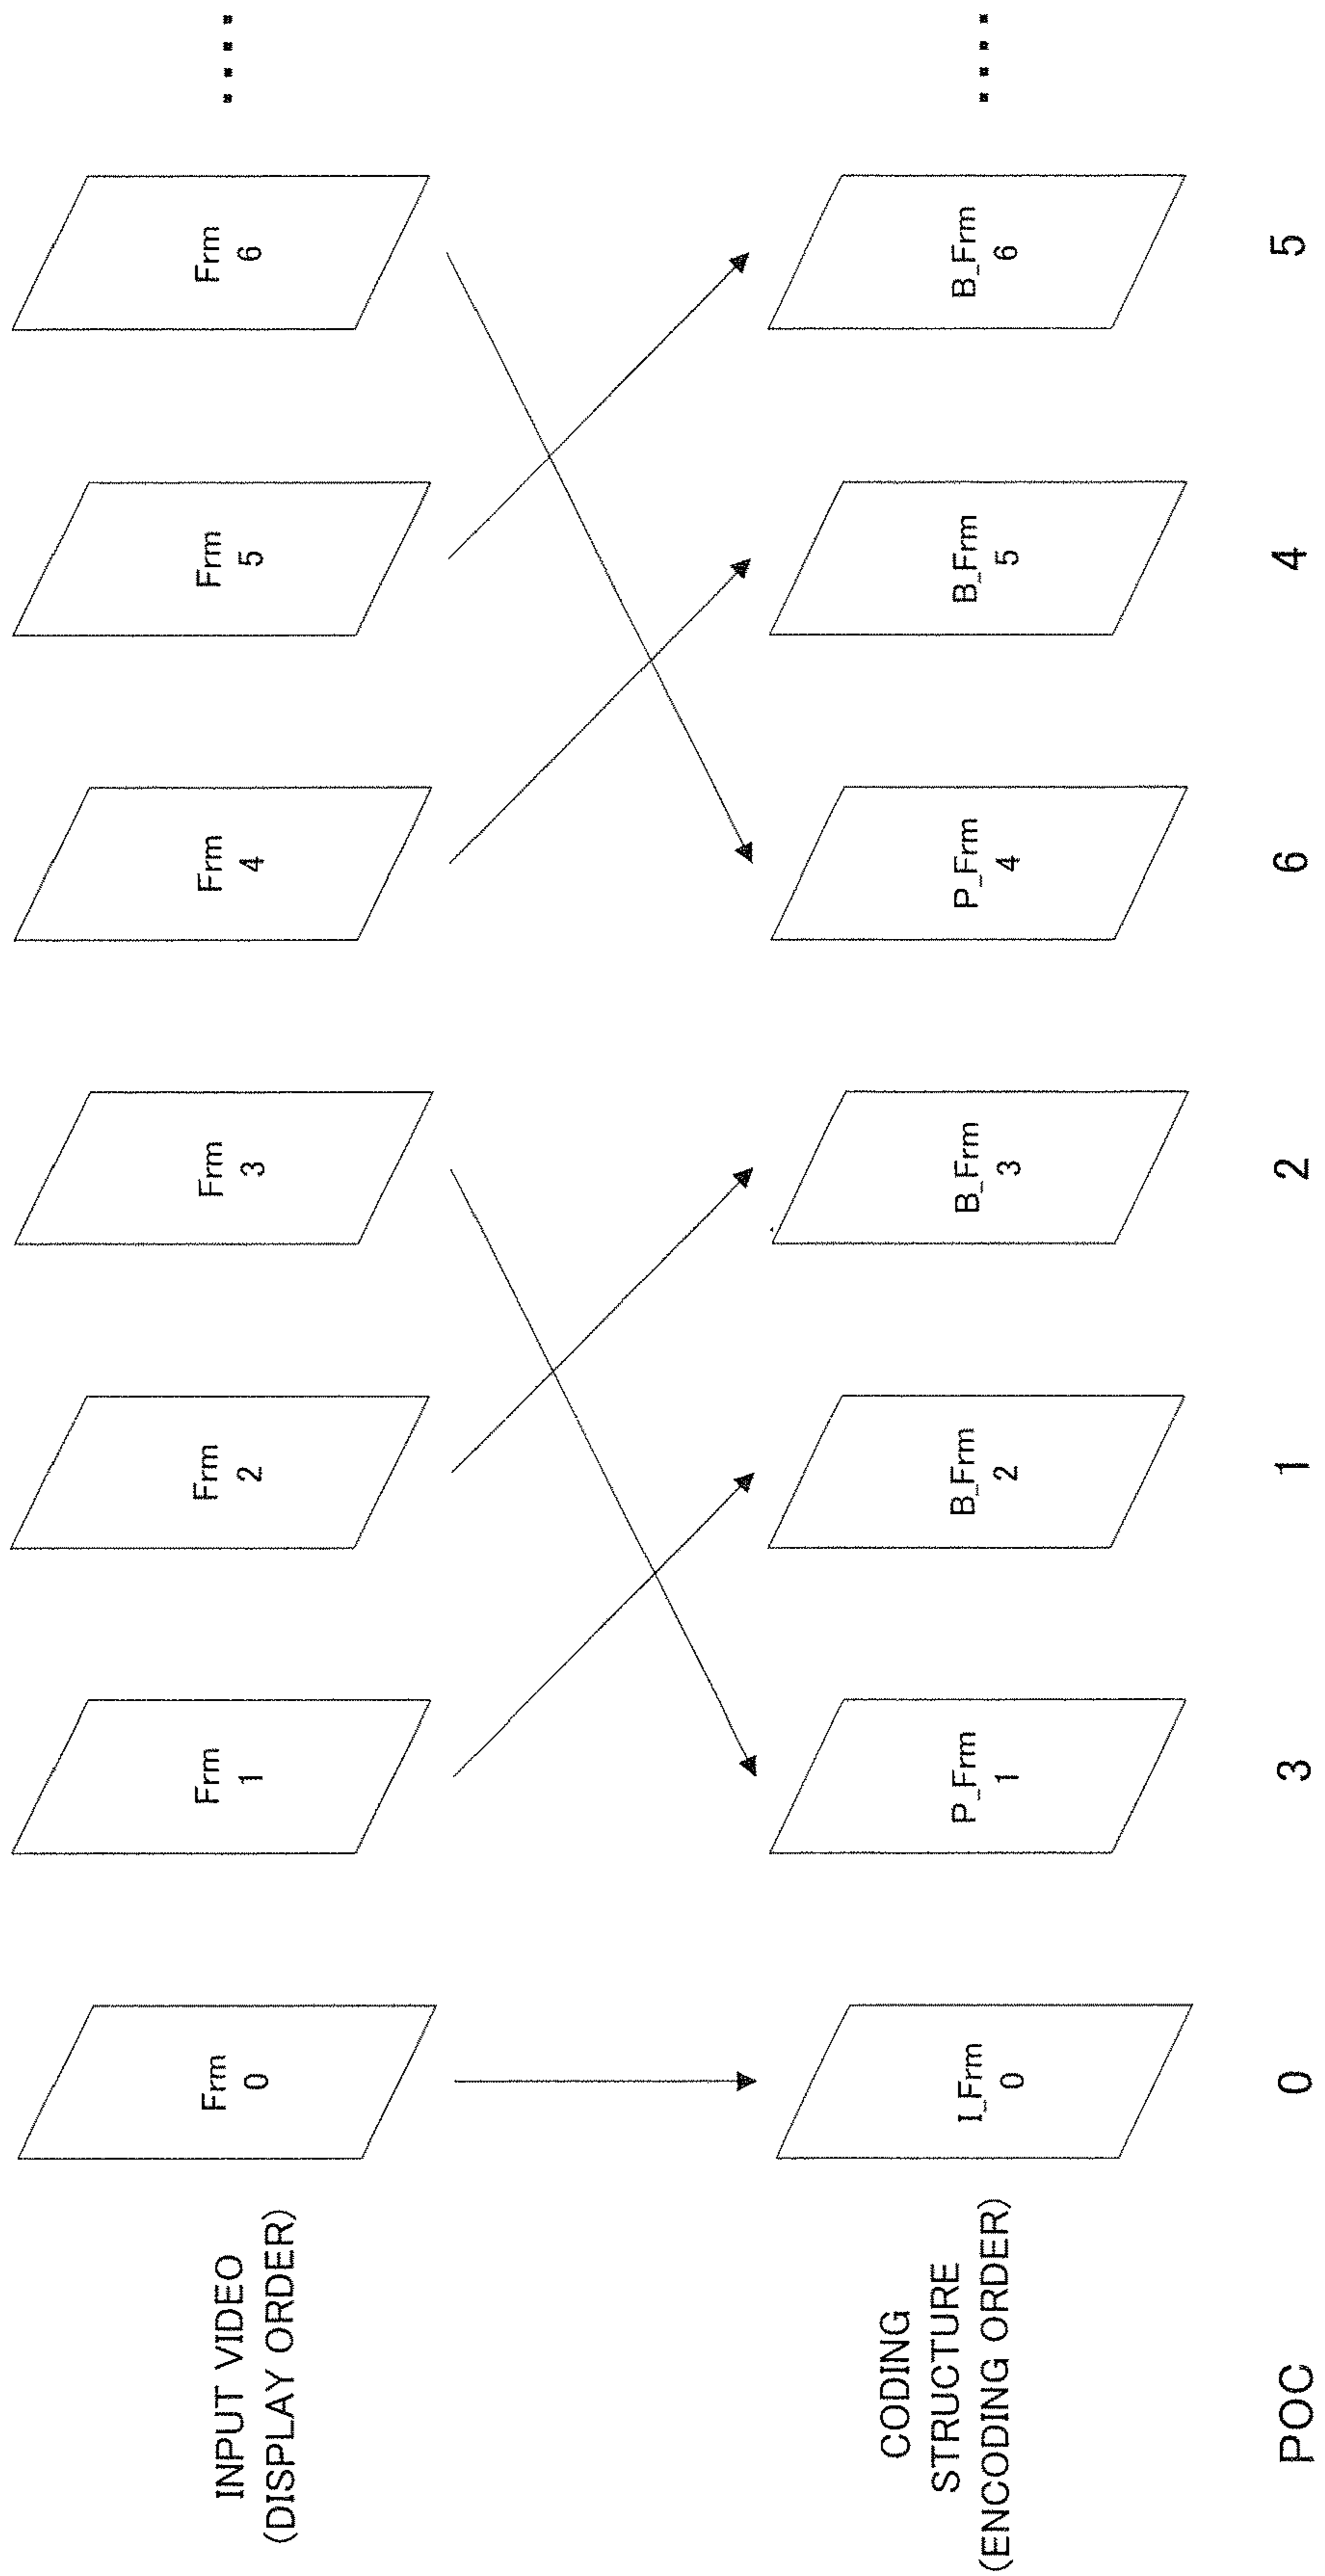 INPUT VIDEO
(DISPLAY ORDER)
Frm
0
Frm
1
Frm
2
Frm
3
Frm
4
Frm
5
Frm
6
CODING
STRUCTURE
(ENCODING ORDER)
I_Frm
0
P_Frm
1
B_Frm
2
B_Frm
3
P_Frm
4
B_Frm
5
B_Frm
6
POC 0 3 1 2 6 4 5